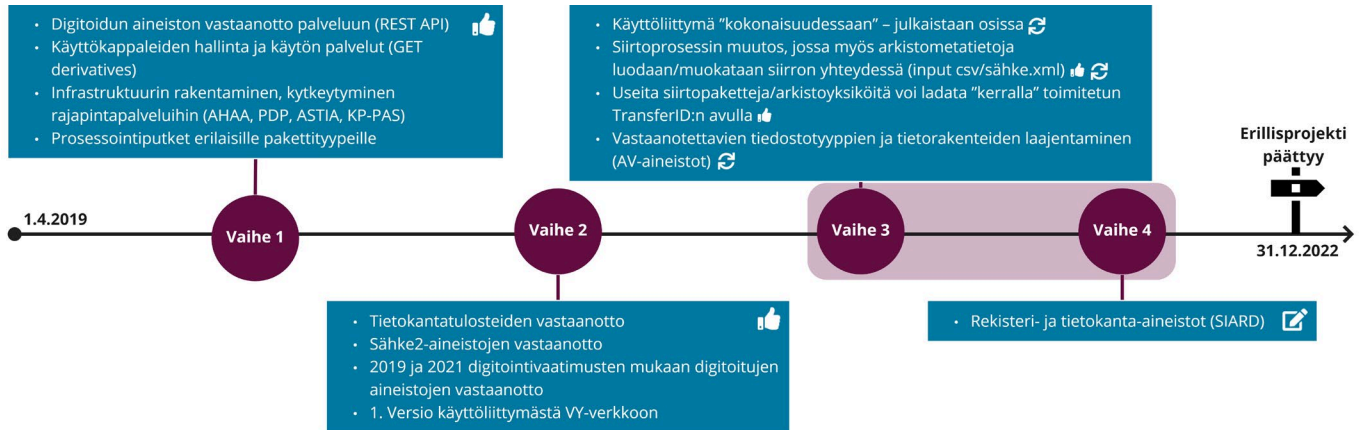 • Digitoidun aineiston vastaanotto palveluun (REST API)
• Käyttökappaleiden hallinta ja käytön palvelut (GET
derivatives)
• Infrastruktuurin rakentaminen, kytkeytyminen
rajapintapalveluihin (AHAA, PDP, ASTIA, KP-PAS)
• Prosessointiputket erilaisille pakettityypeille
• Käyttöliittymä ”kokonaisuudessaan” – julkaistaan osissa
• Siirtoprosessin muutos, jossa myös arkistometatietoja
luodaan/muokataan siirron yhteydessä (input csv/sähke.xml)
• Useita siirtopaketteja/arkistoyksiköitä voi ladata ”kerralla” toimitetun
TransferID:n avulla
• Vastaanotettavien tiedostotyyppien ja tietorakenteiden laajentaminen
(AV-aineistot)
Erillisprojekti
päättyy
1.4.2019
Vaihe 1
Vaihe 2
Vaihe 3
Vaihe 4
31.12.2022
• Tietokantatulosteiden vastaanotto
• Sähke2-aineistojen vastaanotto
• 2019 ja 2021 digitointivaatimusten mukaan digitoitujen
aineistojen vastaanotto
• 1. Versio käyttöliittymästä VY-verkkoon
• Rekisteri- ja tietokanta-aineistot (SIARD)